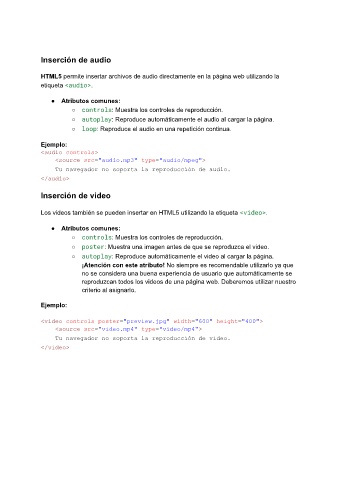 Inserción de audio
HTML5 permite insertar archivos de audio directamente en la página web utilizando la
etiqueta <audio>.
● Atributos comunes:
○ controls: Muestra los controles de reproducción.
○ autoplay: Reproduce automáticamente el audio al cargar la página.
○ loop: Reproduce el audio en una repetición continua.
Ejemplo:
<audio controls>
<source src="audio.mp3" type="audio/mpeg">
Tu navegador no soporta la reproducción de audio.
</audio>
Inserción de video
Los videos también se pueden insertar en HTML5 utilizando la etiqueta <video>.
● Atributos comunes:
○ controls: Muestra los controles de reproducción.
○ poster: Muestra una imagen antes de que se reproduzca el video.
○ autoplay: Reproduce automáticamente el video al cargar la página.
¡Atención con este atributo! No siempre es recomendable utilizarlo ya que
no se considera una buena experiencia de usuario que automáticamente se
reproduzcan todos los videos de una página web. Deberemos utilizar nuestro
criterio al asignarlo.
Ejemplo:
<video controls poster="preview.jpg" width="600" height="400">
<source src="video.mp4" type="video/mp4">
Tu navegador no soporta la reproducción de video.
</video>